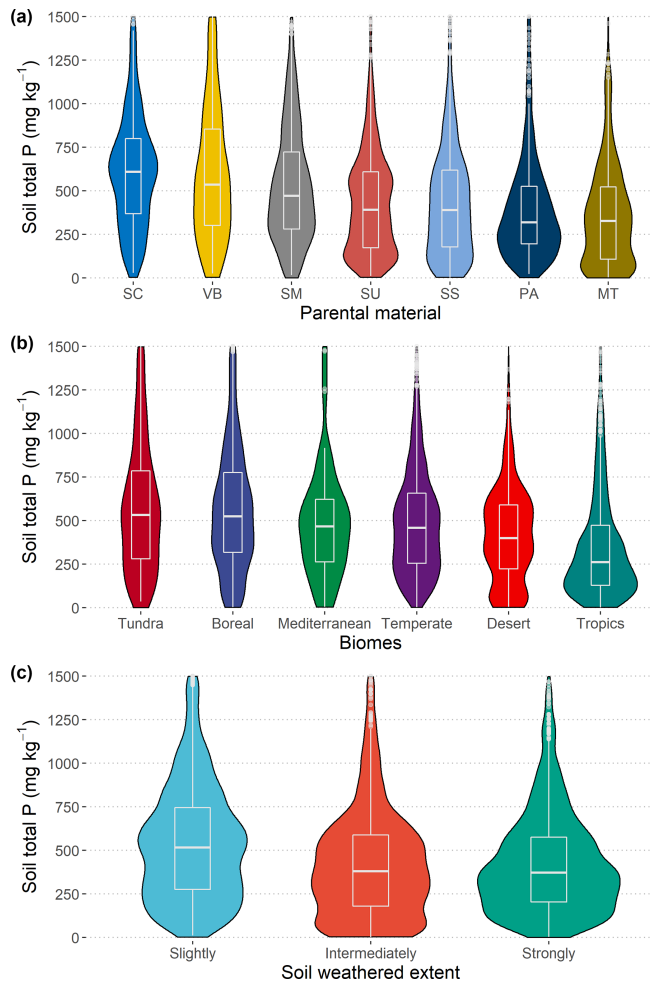 (a)
Soil total P (mg kg⁻¹)
1500
1250
1000
750
500
250
0
SC VB SM SU SS PA MT
Parental material
(b)
Soil total P (mg kg⁻¹)
1500
1250
1000
750
500
250
0
Tundra Boreal Mediterranean Temperate Desert Tropics
Biomes
(c)
Soil total P (mg kg⁻¹)
1500
1250
1000
750
500
250
0
Slightly Intermediately Strongly
Soil weathered extent